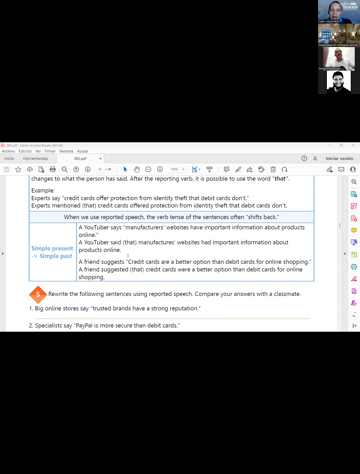 Archivo Edición Ver Firmar Ventana Ayuda
Inicio Herramientas
Iniciar sesión
changes to what the person has said. After the reporting verb, it is possible to use the word "that".
Example:
Experts say "credit cards offer protection from identity theft that debit cards don't."
Experts mentioned (that) credit cards offered protection from identity theft that debit cards don't.
When we use reported speech, the verb tense of the sentences often "shifts back."
Simple present
-> Simple past
A YouTuber says "manufacturers' websites have important information about products
online."
A YouTuber said (that) manufacturers' websites had important information about
products online.
A friend suggests "Credit cards are a better option than debit cards for online shopping."
A friend suggested (that) credit cards were a better option than debit cards for online
shopping.
5 Rewrite the following sentences using reported speech. Compare your answers with a classmate.
1. Big online stores say "trusted brands have a strong reputation."
2. Specialists say "PayPal is more secure than debit cards."